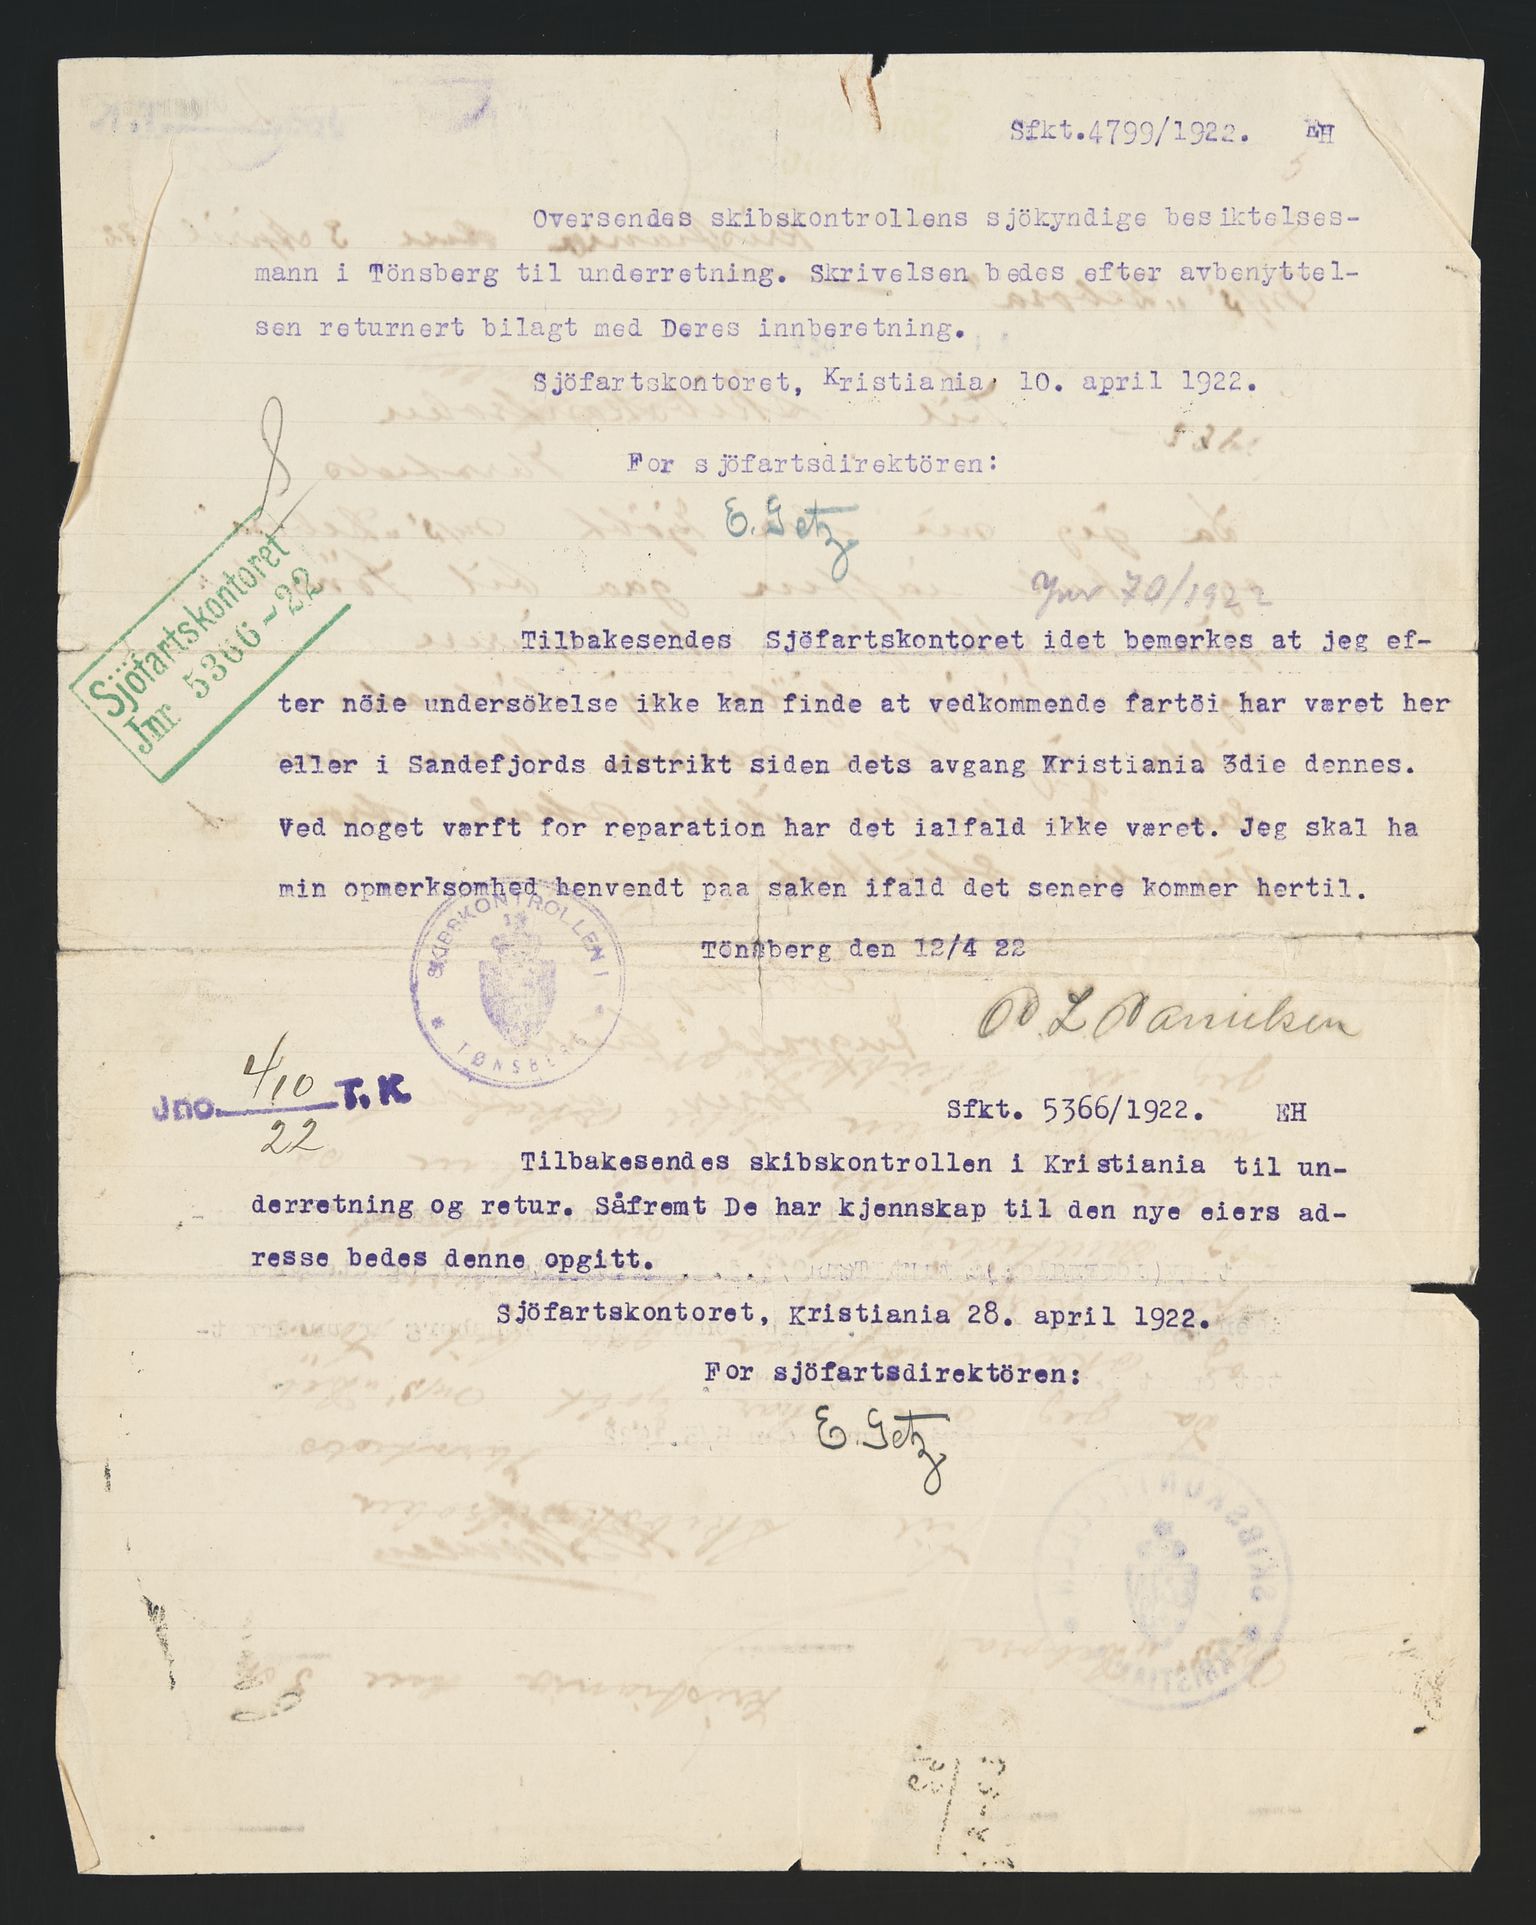 Sfkt.4799/1922. EH
Oversendes skibskontrollens sjökyndige besiktelses-
mann i Tönsberg til underretning. Skrivelsen bedes efter avbenyttel-
sen returnert bilagt med Deres innberetning.
Sjöfartskontoret, Kristiania 10. april 1922.
For sjöfartsdirektören:
E. Getz
Sjöfartskontoret
Jnr 5366-22
Jnr 70/1922
Tilbakesendes Sjöfartskontoret idet bemerkes at jeg ef-
ter nöie undersökelse ikke kan finde at vedkommende fartöi har været her
eller i Sandefjords distrikt siden dets avgang Kristiania 3die dennes.
Ved noget værft for reparation har det ialfald ikke været. Jeg skal ha
min opmerksomhed henvendt paa saken ifald det senere kommer hertil.
Tönsberg den 12/4 22
SKIBSKONTROLLEN I
* TØNSBERG *
D. L. Danielsen
Jno. 410/22 T.K
Sfkt. 5366/1922. EH
Tilbakesendes skibskontrollen i Kristiania til un-
derretning og retur. Såfremt De har kjennskap til den nye eiers ad-
resse bedes denne opgitt.
Sjöfartskontoret, Kristiania 28. april 1922.
For sjöfartsdirektören:
E. Getz